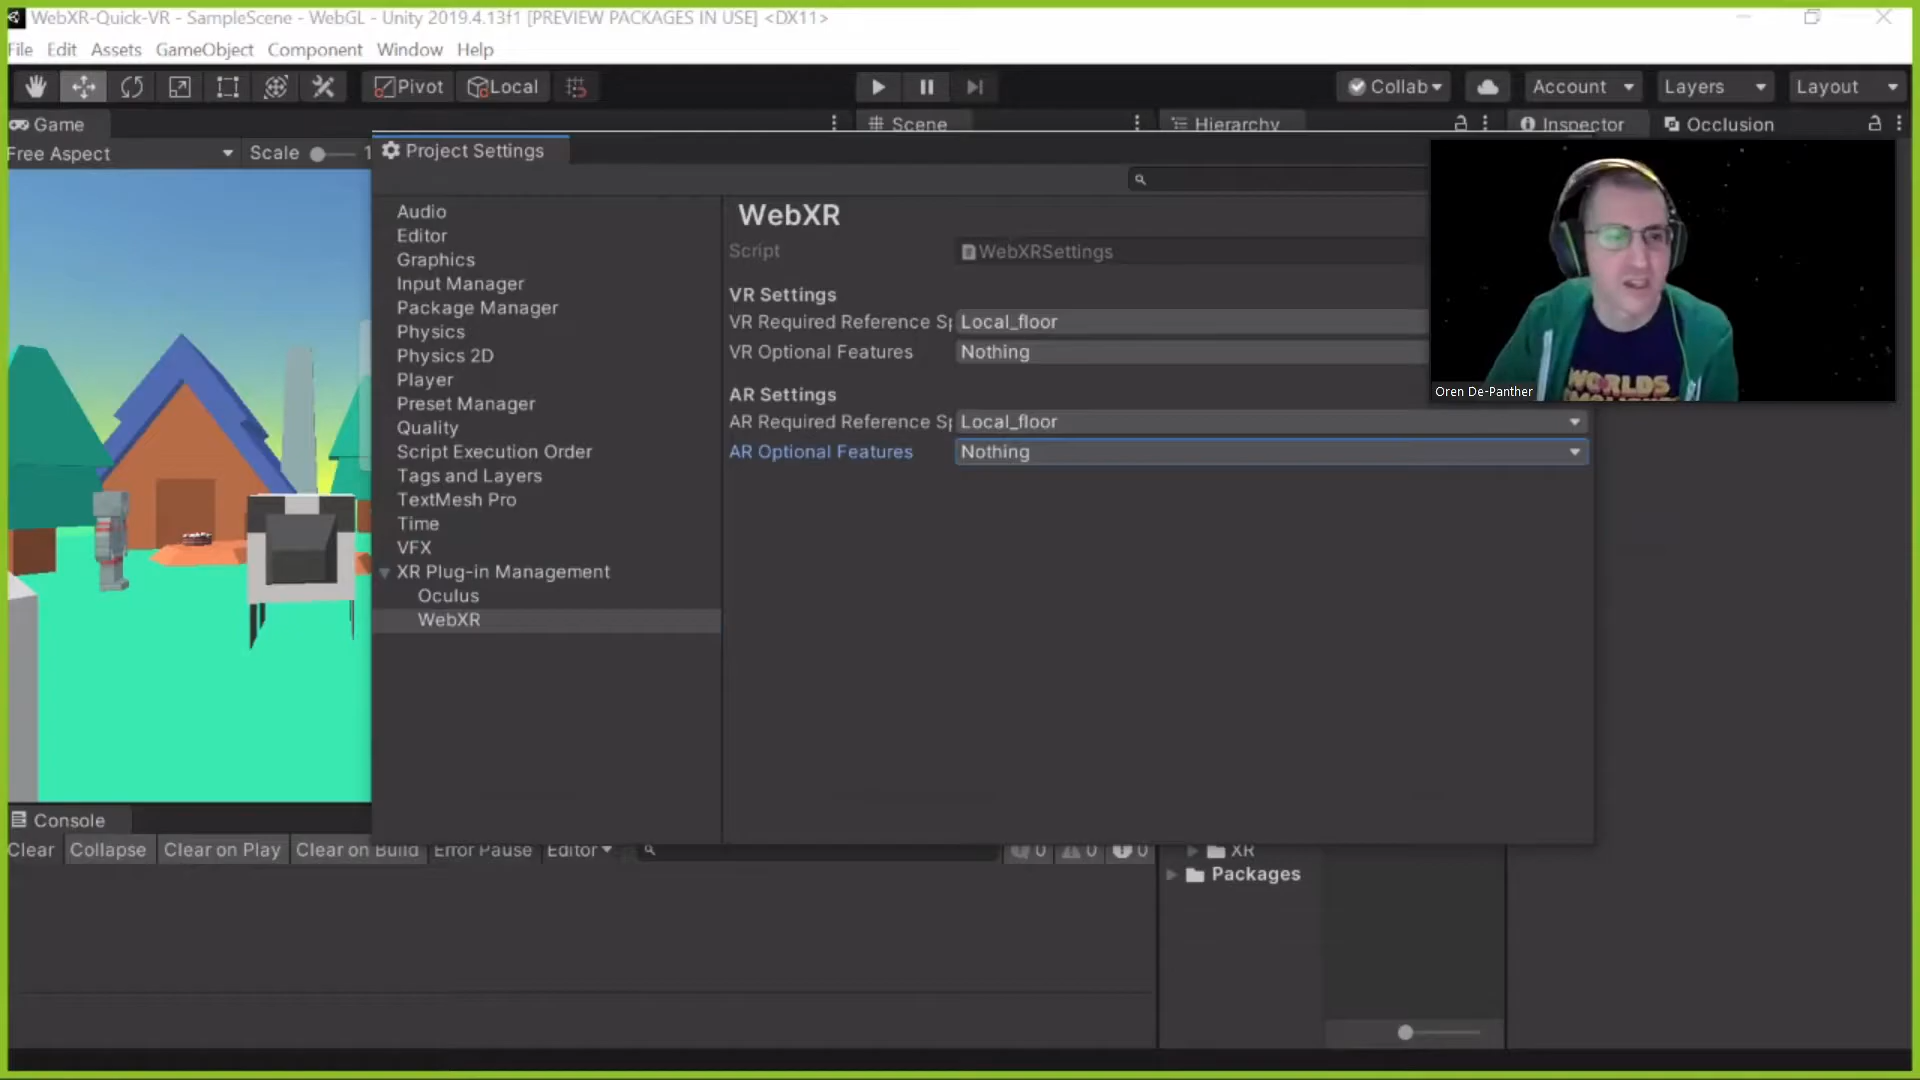 WebXR-Quick-VR - SampleScene - WebGL - Unity 2019.4.13f1 [PREVIEW PACKAGES IN USE] <DX11>
File Edit Assets GameObject Component Window Help
Pivot Local Collab Account Layers Layout
Game Scene Hierarchy Inspector Occlusion
Free Aspect Scale 1
Project Settings
Audio
Editor
Graphics
Input Manager
Package Manager
Physics
Physics 2D
Player
Preset Manager
Quality
Script Execution Order
Tags and Layers
TextMesh Pro
Time
VFX
XR Plug-in Management
Oculus
WebXR
WebXR
Script WebXRSettings
VR Settings
VR Required Reference Sp Local_floor
VR Optional Features Nothing
AR Settings
AR Required Reference Sp Local_floor
AR Optional Features Nothing
WORLDS
Oren De-Panther
Console
Clear Collapse Clear on Play Clear on Build Error Pause Editor 0 0 0
XR
Packages